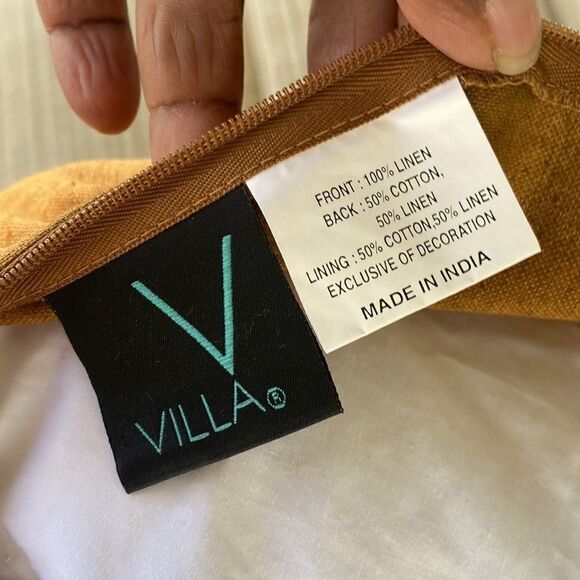 V
VILLA®
FRONT : 100% LINEN
BACK : 50% COTTON,
50% LINEN
LINING : 50% COTTON,50% LINEN
EXCLUSIVE OF DECORATION
MADE IN INDIA